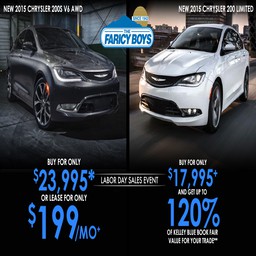 NEW 2015 CHRYSLER 200S V6 AWD
NEW 2015 CHRYSLER 200 LIMITED
THE
FARICY BOYS
BUY FOR ONLY
$23,995*
OR LEASE FOR ONLY
$199/MO+
LABOR DAY SALES EVENT
BUY FOR ONLY
$17,995+
AND GET UP TO
120%
OF KELLEY BLUE BOOK FAIR
VALUE FOR YOUR TRADE**